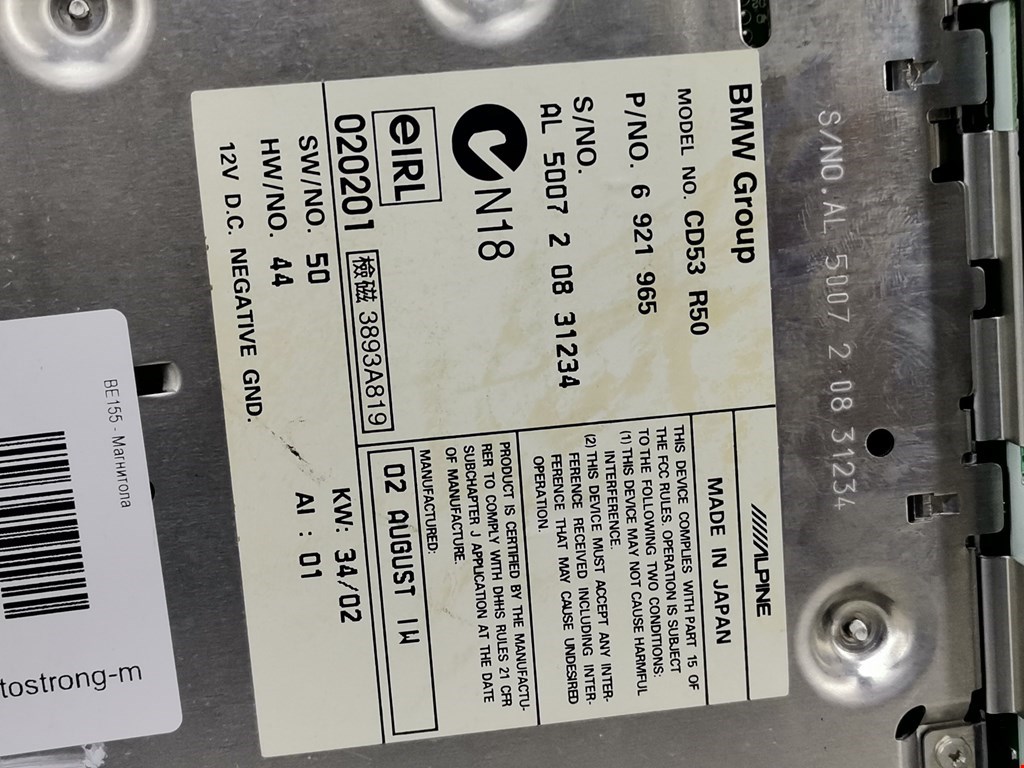 S/NO.AL 5007 2 08 31234
BMW Group
MODEL NO. CD53 R50
P/NO. 6 921 965
S/NO.
AL 5007 2 08 31234
N18
eIRL
020201
檢磁 3893A819
SW/NO. 50
HW/NO. 44
12V D.C. NEGATIVE GND.
KW: 34/02
AI : 01
ALPINE
MADE IN JAPAN
THIS DEVICE COMPLIES WITH PART 15 OF
THE FCC RULES, OPERATION IS SUBJECT
TO THE FOLLOWING TWO CONDITIONS:
(1) THIS DEVICE MAY NOT CAUSE HARMFUL
INTERFERENCE.
(2) THIS DEVICE MUST ACCEPT ANY INTER-
FERENCE RECEIVED INCLUDING INTER-
FERENCE THAT MAY CAUSE UNDESIRED
OPERATION.
PRODUCT IS CERTIFIED BY THE MANUFACTU-
RER TO COMPLY WITH DHHS RULES 21 CFR
SUBCHAPTER J APPLICATION AT THE DATE
OF MANUFACTURE.
MANUFACTURED:
02 AUGUST 1W
BE155 - Магнитола
tostrong-m